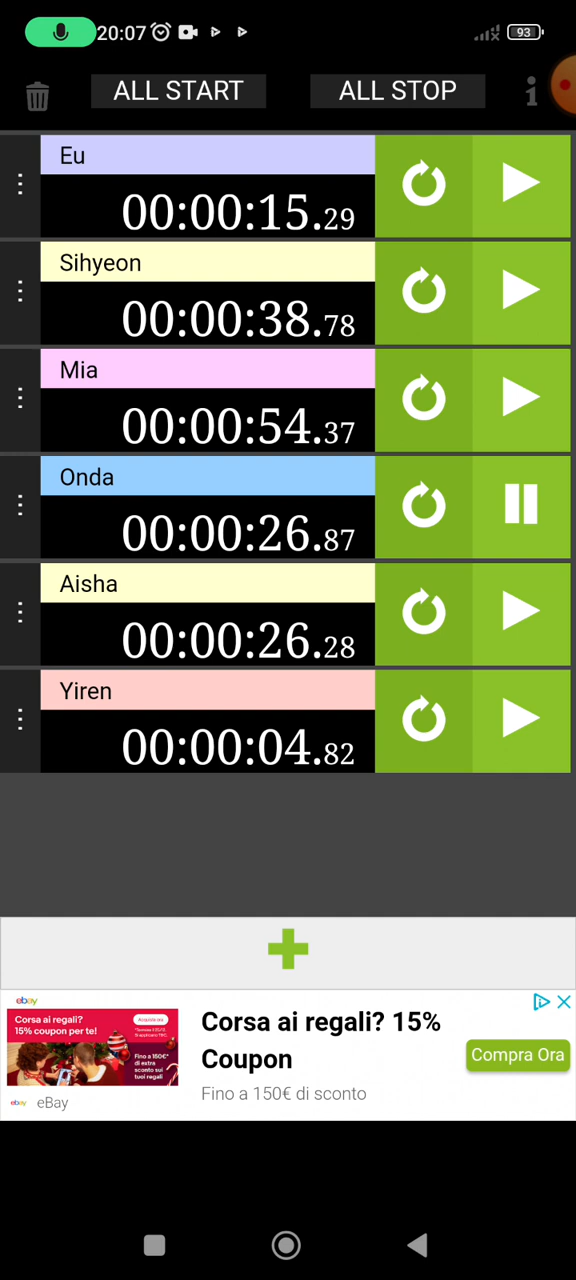 20:07
93
ALL START
ALL STOP
Eu
00:00:15.29
Sihyeon
00:00:38.78
Mia
00:00:54.37
Onda
00:00:26.87
Aisha
00:00:26.28
Yiren
00:00:04.82
ebay
Corsa ai regali?
15% coupon per te!
Fino a 150€*
di extra
sconto sui
tuoi regali
Corsa ai regali? 15%
Coupon
Fino a 150€ di sconto
Compra Ora
ebay
eBay